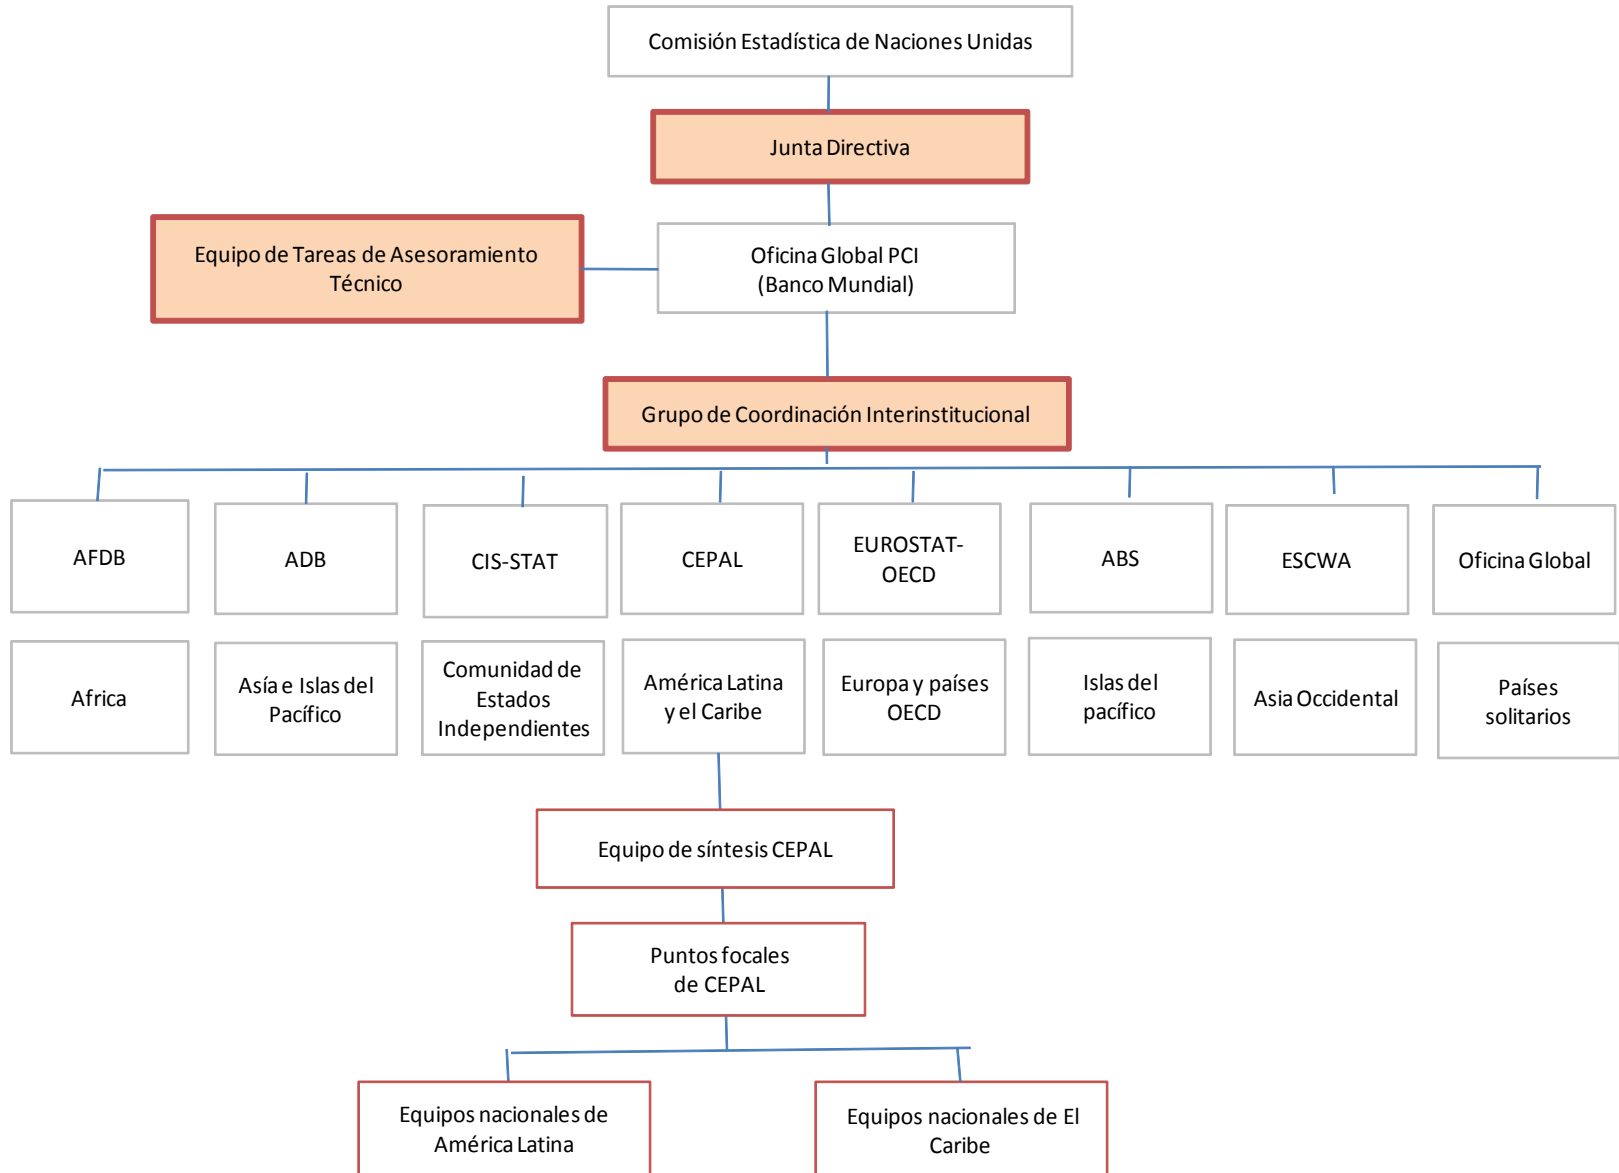 Comisión Estadística de Naciones Unidas
Junta Directiva
Equipo de Tareas de Asesoramiento
Técnico
Oficina Global PCI
(Banco Mundial)
Grupo de Coordinación Interinstitucional
AFDB
ADB
CIS-STAT
CEPAL
EUROSTAT-
OECD
ABS
ESCWA
Oficina Global
Africa
Asía e Islas del
Pacífico
Comunidad de
Estados
Independientes
América Latina
y el Caribe
Europa y países
OECD
Islas del
pacífico
Asia Occidental
Países
solitarios
Equipo de síntesis CEPAL
Puntos focales
de CEPAL
Equipos nacionales de
América Latina
Equipos nacionales de El
Caribe